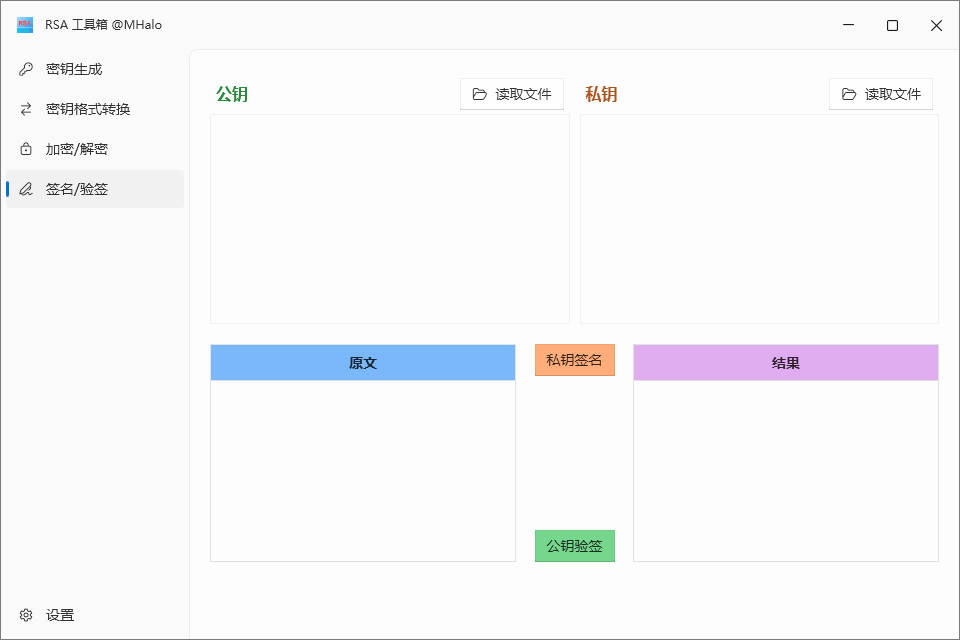 RSA 工具箱 @MHalo
密钥生成
密钥格式转换
加密/解密
签名/验签
设置
公钥
读取文件
私钥
读取文件
原文
私钥签名
公钥验签
结果